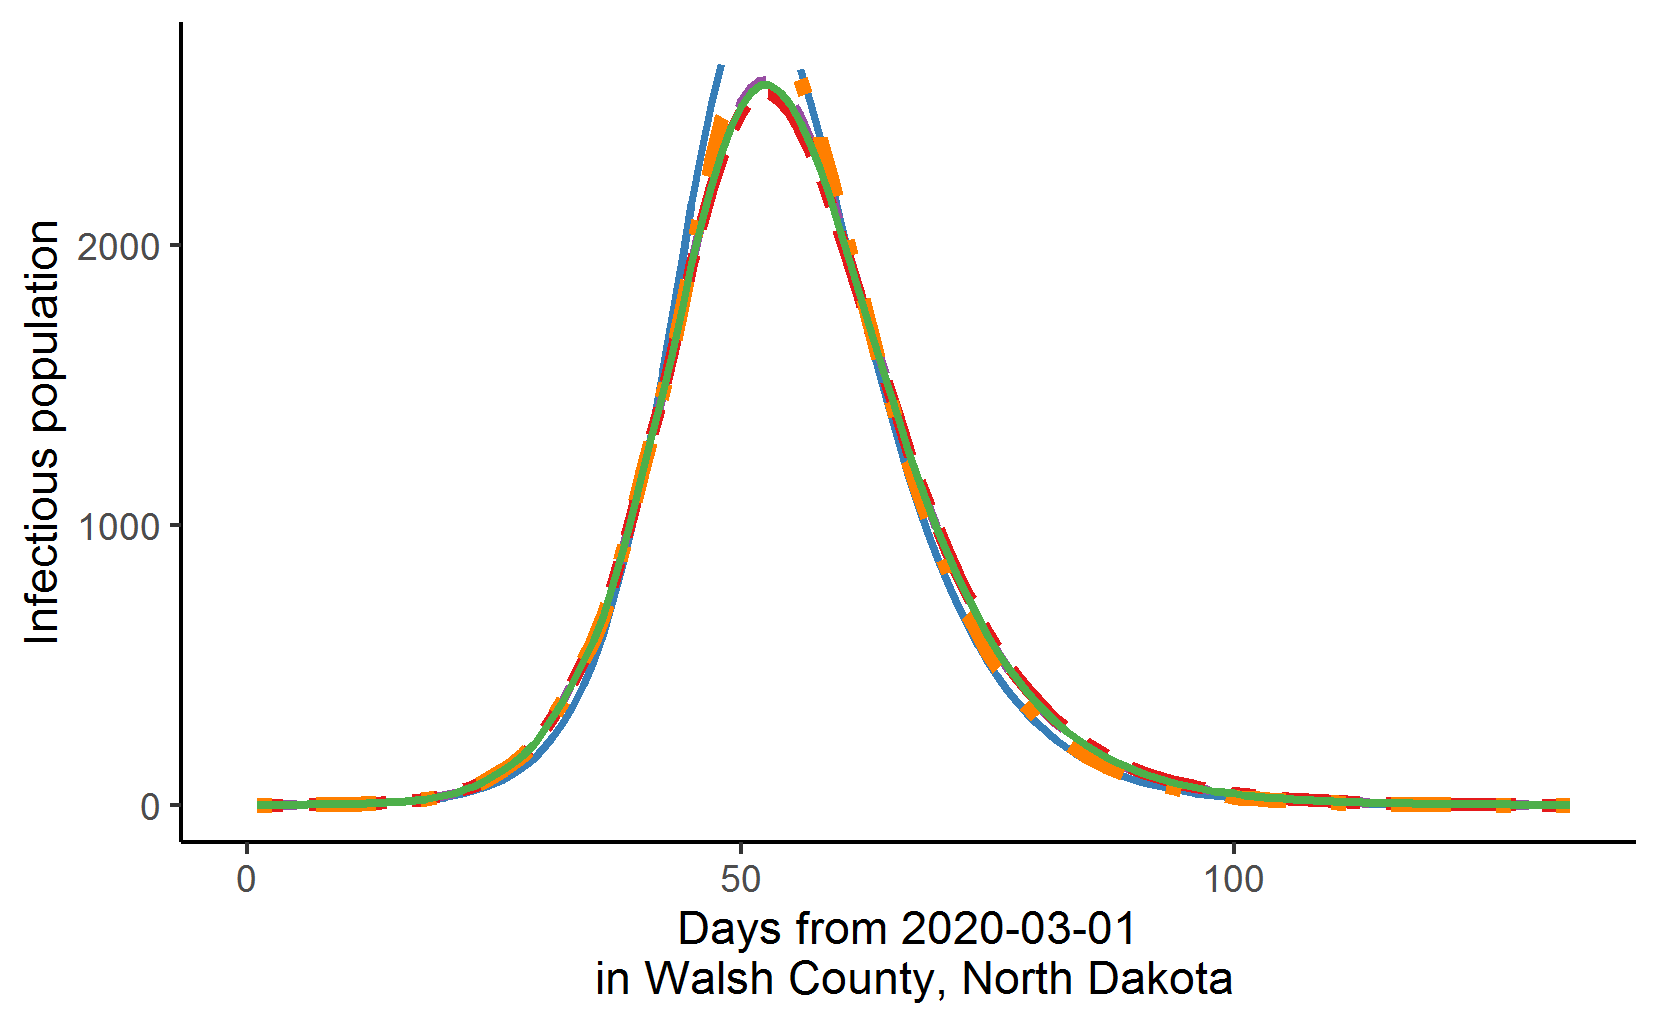 Infectious population
2000
1000
0
0 50 100
Days from 2020-03-01
in Walsh County, North Dakota